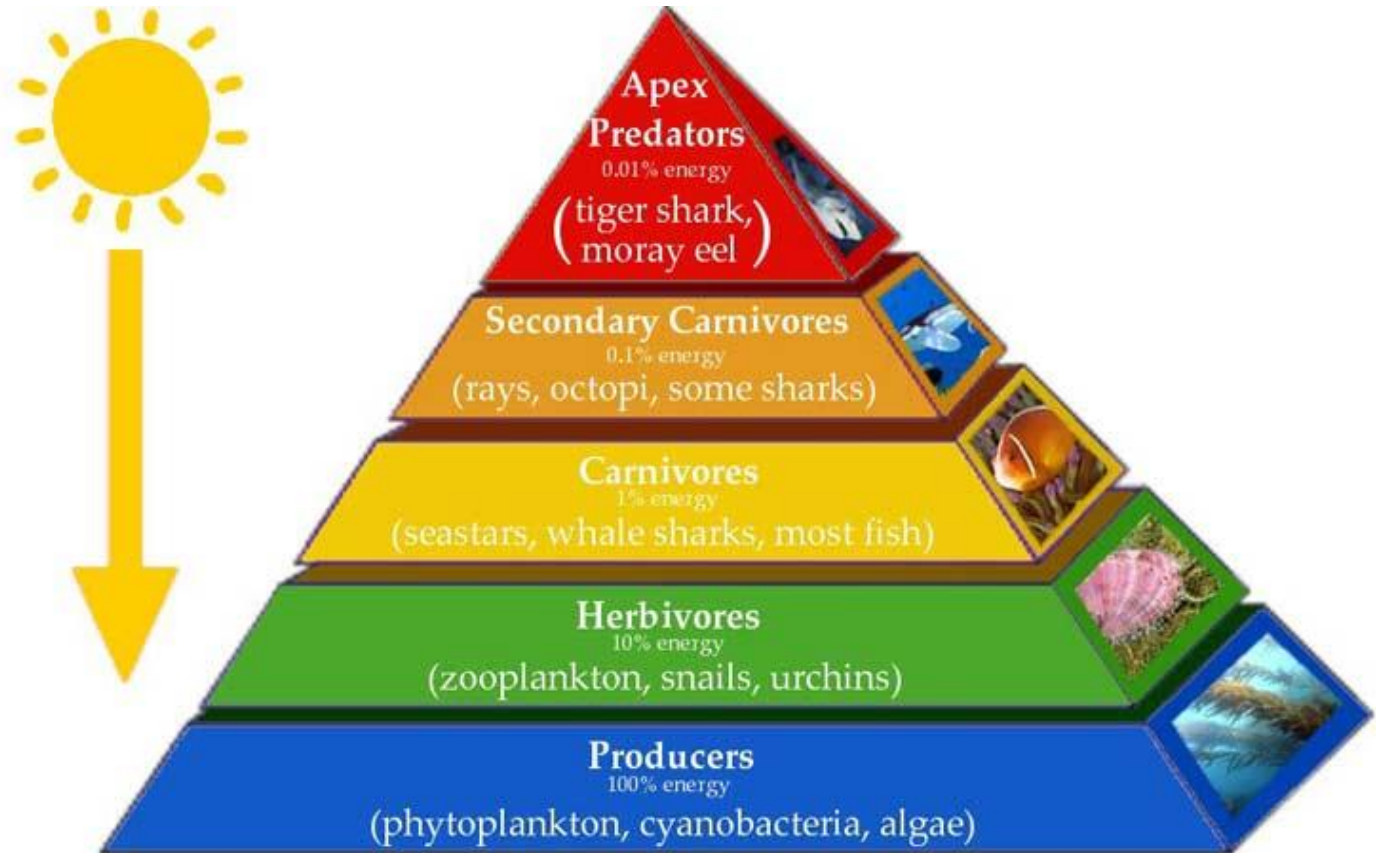 Apex
Predators
0.01% energy
(tiger shark,
moray eel)
Secondary Carnivores
0.1% energy
(rays, octopi, some sharks)
Carnivores
1% energy
(seastars, whale sharks, most fish)
Herbivores
10% energy
(zooplankton, snails, urchins)
Producers
100% energy
(phytoplankton, cyanobacteria, algae)